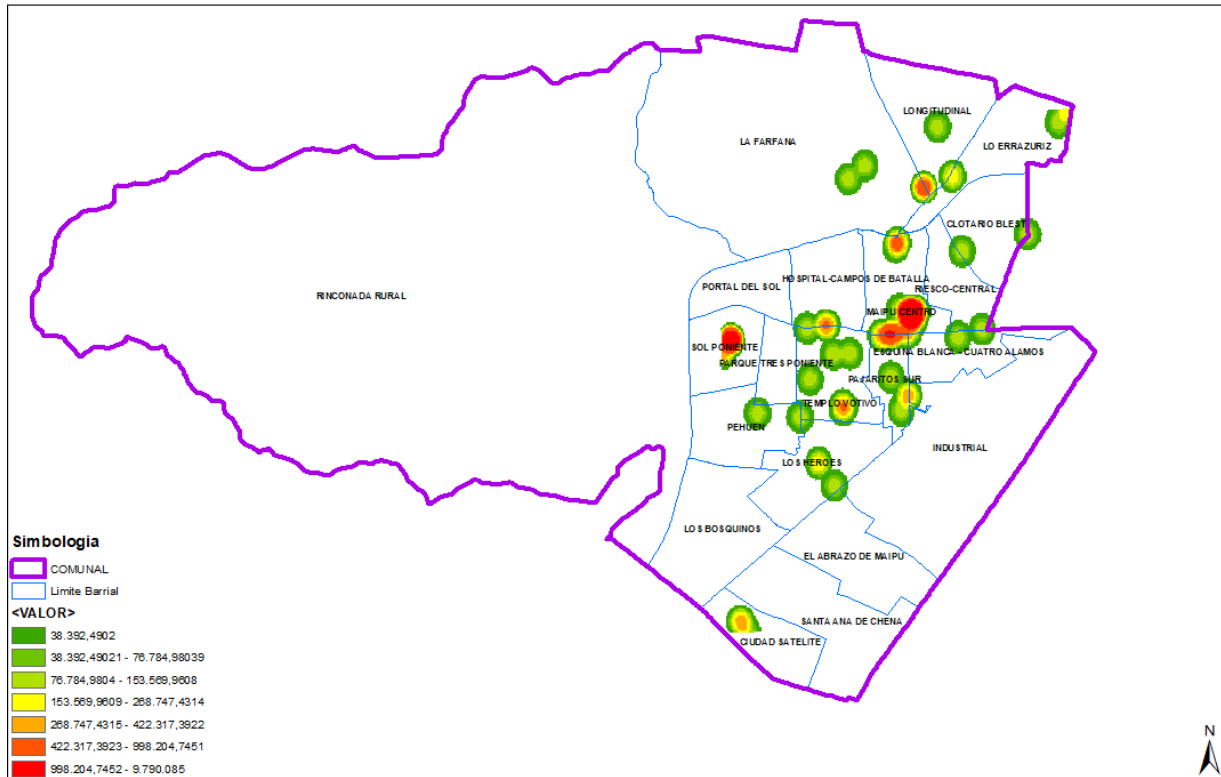 LONGITUDINAL
LA FARFANA
LO ERRAZURIZ
CLOTARIO BLEST
HOSPITAL-CAMPOS DE BATALLA
PORTAL DEL SOL
RIESCO-CENTRAL
RINCONADA RURAL
MAIPU CENTRO
SOL PONIENTE
ESQUINA BLANCA - CUATRO ALAMOS
PARQUE TRES PONIENTE
PAJARITOS SUR
TEMPLO VOTIVO
PEHUEN
INDUSTRIAL
LOS HEROES
LOS BOSQUINOS
EL ABRAZO DE MAIPU
SANTA ANA DE CHENA
CIUDAD SATELITE
Simbologia
COMUNAL
Limite Barrial
<VALOR>
38.392,4902
38.392,49021 - 76.784,98039
76.784,9804 - 153.569,9608
153.569,9609 - 268.747,4314
268.747,4315 - 422.317,3922
422.317,3923 - 998.204,7451
998.204,7452 - 9.790.085
N